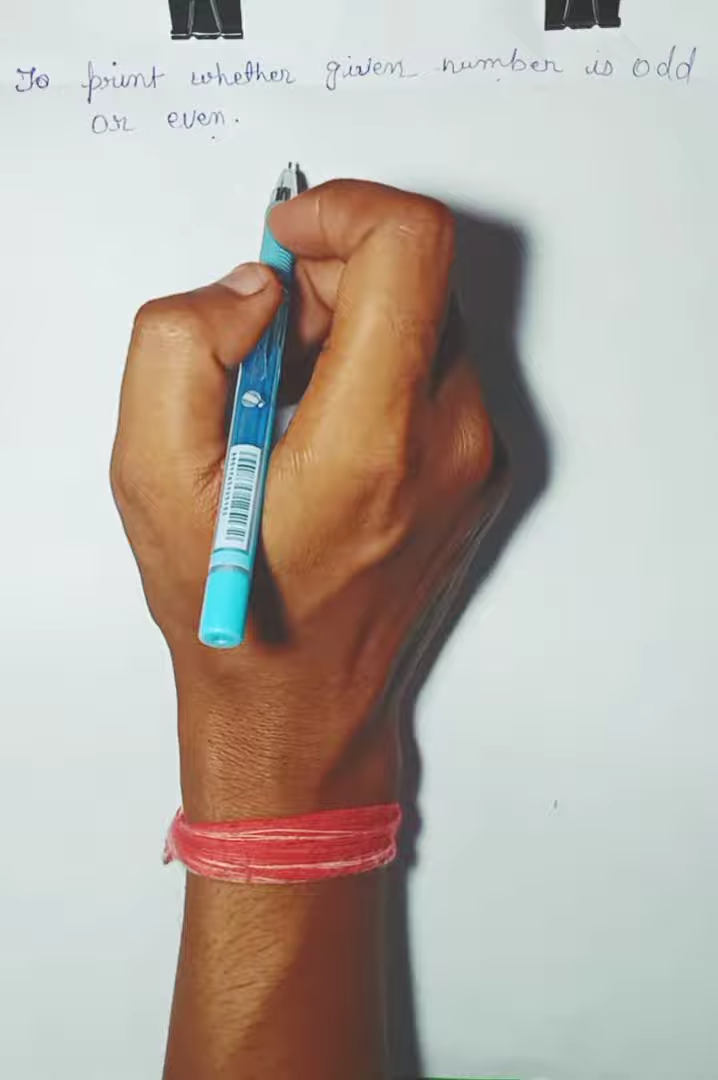 To print whether given number is odd
or even.